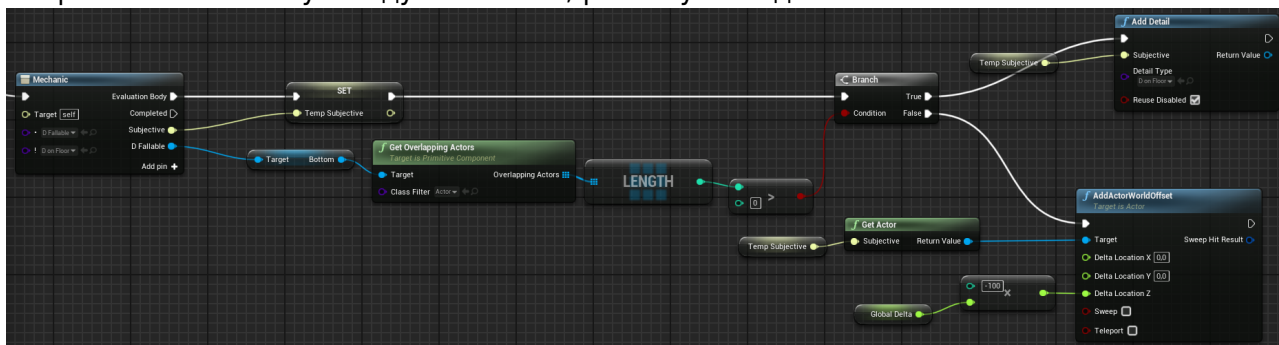 Mechanic
Evaluation Body
Target self
Completed
D Fallable
Subjective
! D on Floor
D Fallable
Add pin +
SET
Temp Subjective
Target Bottom
f Get Overlapping Actors
Target is Primitive Component
Target Overlapping Actors
Class Filter Actor
LENGTH
0 >
Branch
True
Condition False
Temp Subjective
f Add Detail
Subjective Return Value
Detail Type
D on Floor
Reuse Disabled
Temp Subjective
f Get Actor
Subjective Return Value
Global Delta
-100 ×
f AddActorWorldOffset
Target is Actor
Target Sweep Hit Result
Delta Location X 0,0
Delta Location Y 0,0
Delta Location Z
Sweep
Teleport